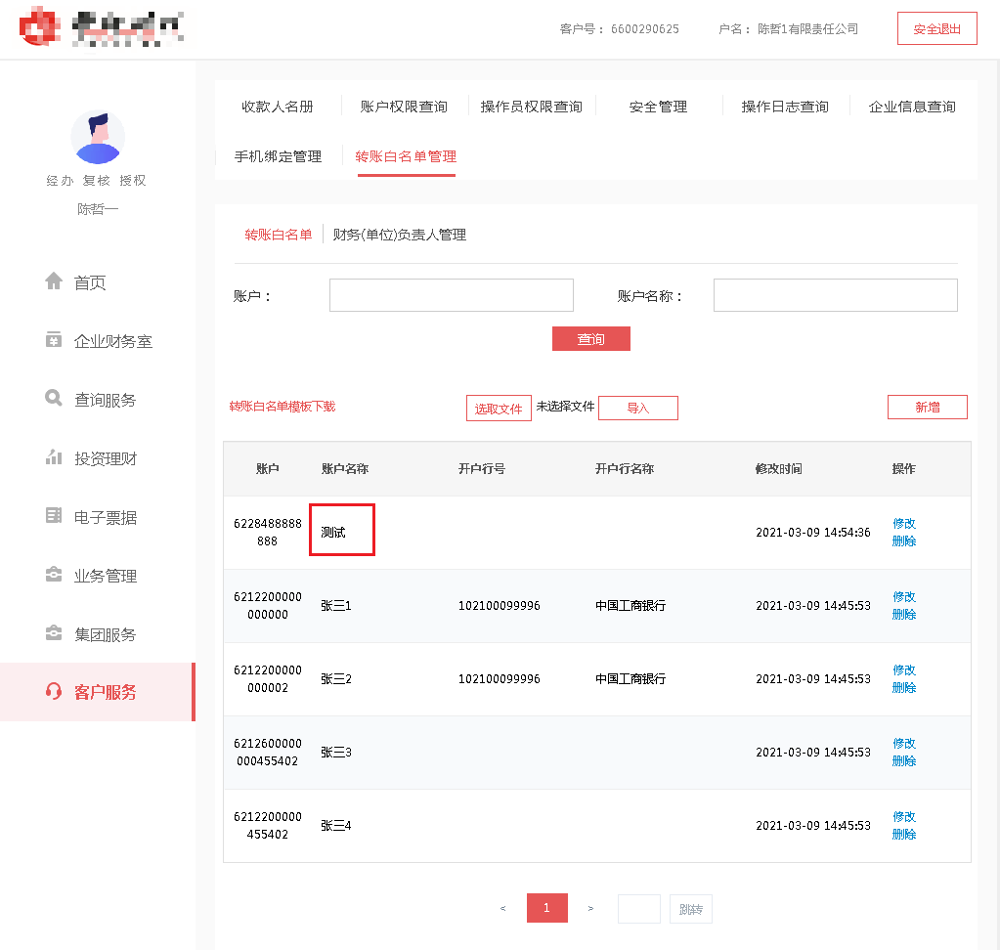 客户号： 6600290625 户名： 陈哲1有限责任公司 安全退出
经办 复核 授权
陈哲一
首页
企业财务室
查询服务
投资理财
电子票据
业务管理
集团服务
客户服务
收款人名册 账户权限查询 操作员权限查询 安全管理 操作日志查询 企业信息查询
手机绑定管理 转账白名单管理
转账白名单 财务(单位)负责人管理
账户： 账户名称：
查询
转账白名单模板下载 选取文件 未选择文件 导入 新增
账户 账户名称 开户行号 开户行名称 修改时间 操作
6228488888888 测试 2021-03-09 14:54:36 修改 删除
6212200000000000 张三1 102100099996 中国工商银行 2021-03-09 14:45:53 修改 删除
6212200000000002 张三2 102100099996 中国工商银行 2021-03-09 14:45:53 修改 删除
6212600000000455402 张三3 2021-03-09 14:45:53 修改 删除
6212200000455402 张三4 2021-03-09 14:45:53 修改 删除
< 1 > 跳转